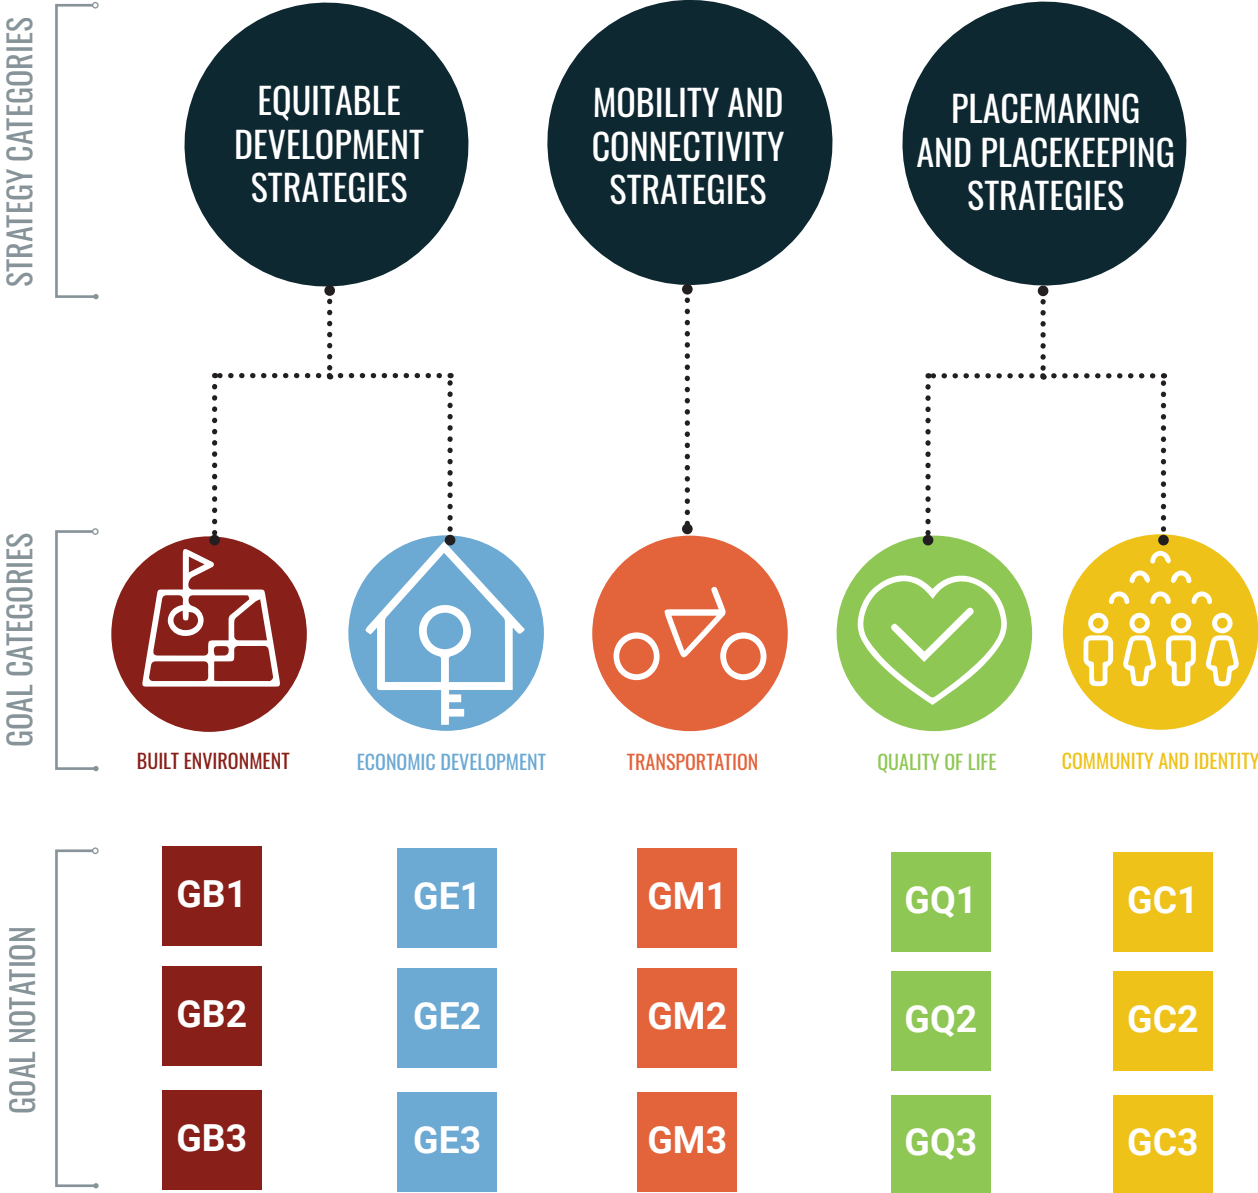 STRATEGY CATEGORIES
EQUITABLE
DEVELOPMENT
STRATEGIES
MOBILITY AND
CONNECTIVITY
STRATEGIES
PLACEMAKING
AND PLACEKEEPING
STRATEGIES
GOAL CATEGORIES
BUILT ENVIRONMENT
ECONOMIC DEVELOPMENT
TRANSPORTATION
QUALITY OF LIFE
COMMUNITY AND IDENTITY
GOAL NOTATION
GB1
GE1
GM1
GQ1
GC1
GB2
GE2
GM2
GQ2
GC2
GB3
GE3
GM3
GQ3
GC3